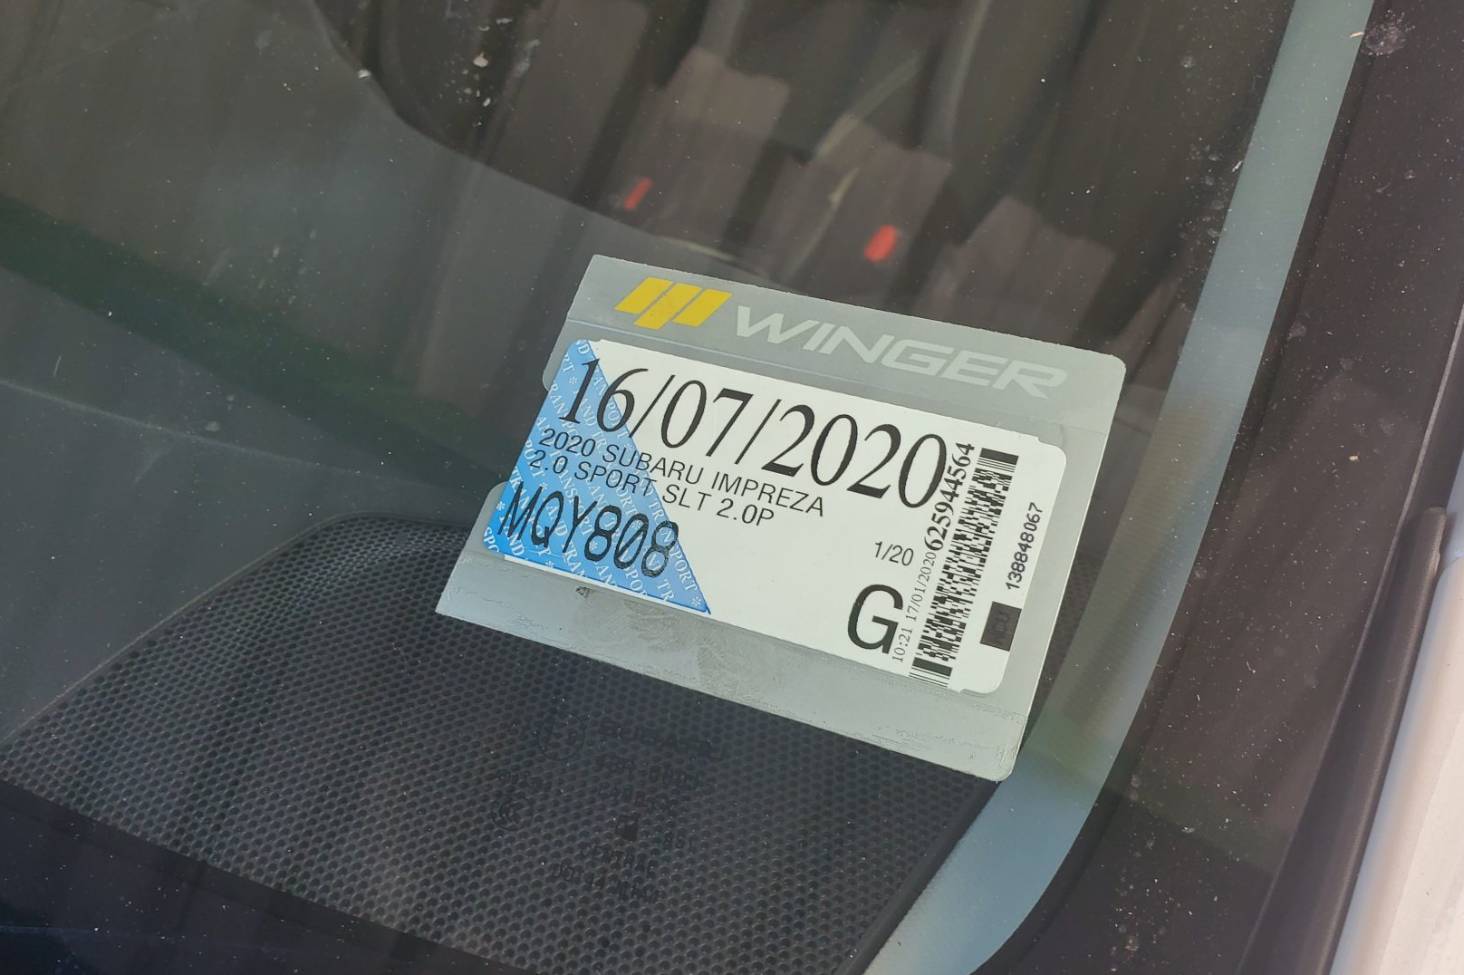 WINGER
16/07/2020
2020 SUBARU IMPREZA
2.0 SPORT SLT 2.0P
MQY808
1/20
G
10:21 17/01/2020
625944564
138848067